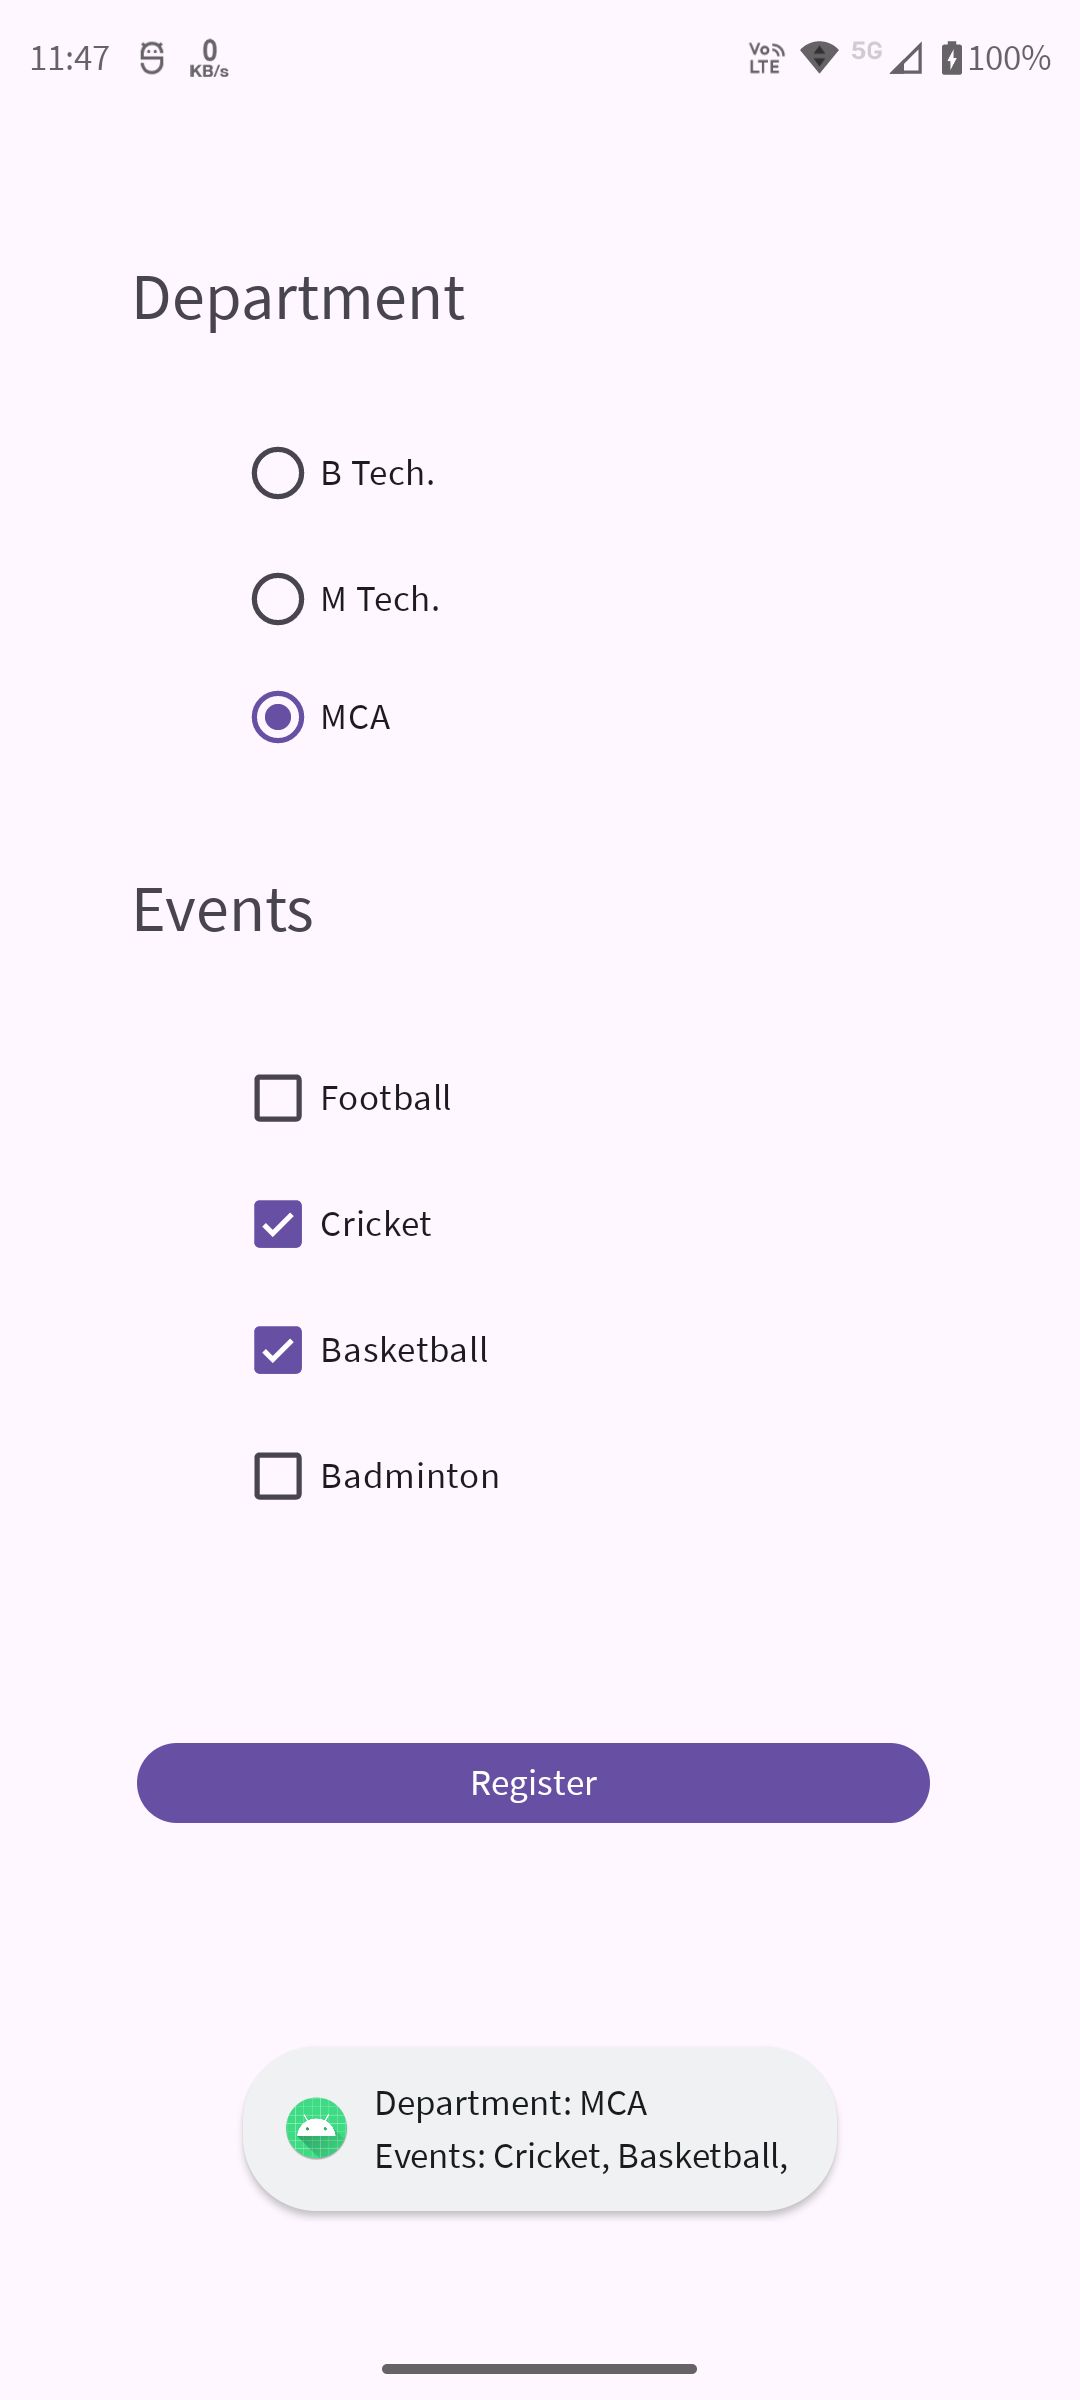 11:47 0 KB/s Vo LTE 5G 100%
Department
B Tech.
M Tech.
MCA
Events
Football
Cricket
Basketball
Badminton
Register
Department: MCA
Events: Cricket, Basketball,